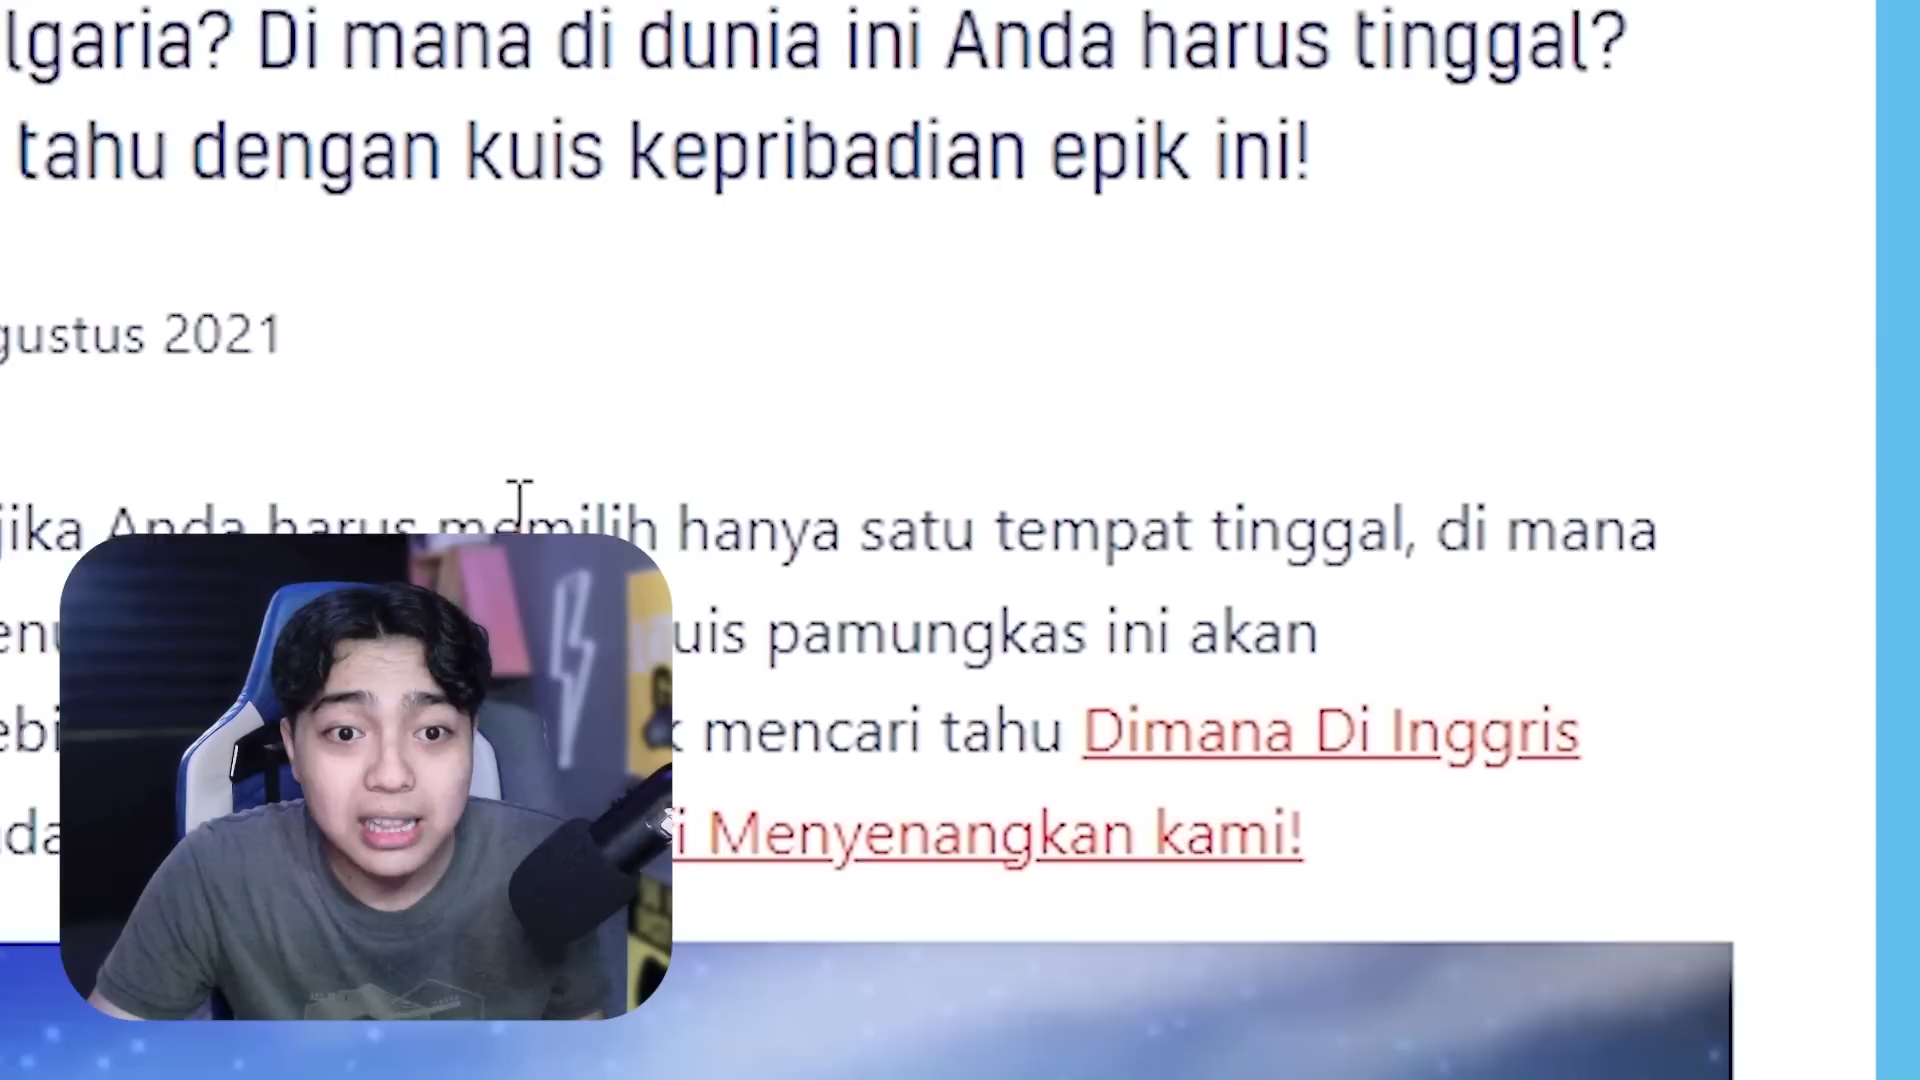 lgaria? Di mana di dunia ini Anda harus tinggal?
tahu dengan kuis kepribadian epik ini!
gustus 2021
jika Anda harus memilih hanya satu tempat tinggal, di mana
uis pamungkas ini akan
mencari tahu Dimana Di Inggris
i Menyenangkan kami!